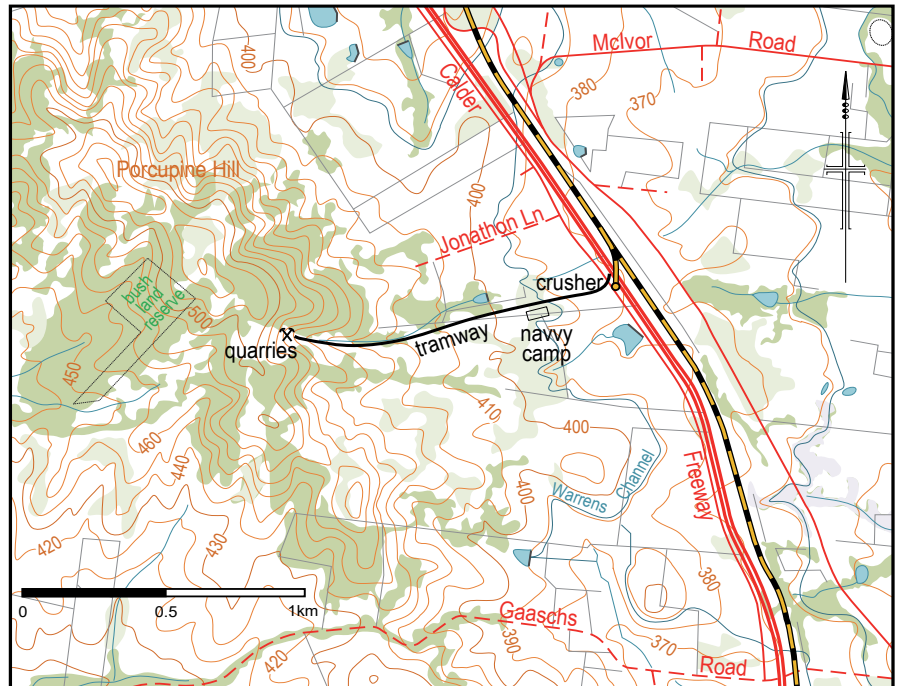 400
McIvor Road
Calder
380
370
Porcupine Hill
400
Jonathon Ln
bush
land
reserve
500
crusher
quarries
tramway
navvy
camp
450
410
400
460
440
Warrens Channel
400
Freeway
420
430
380
0 0.5 1km
Gaaschs Road
390
370
420